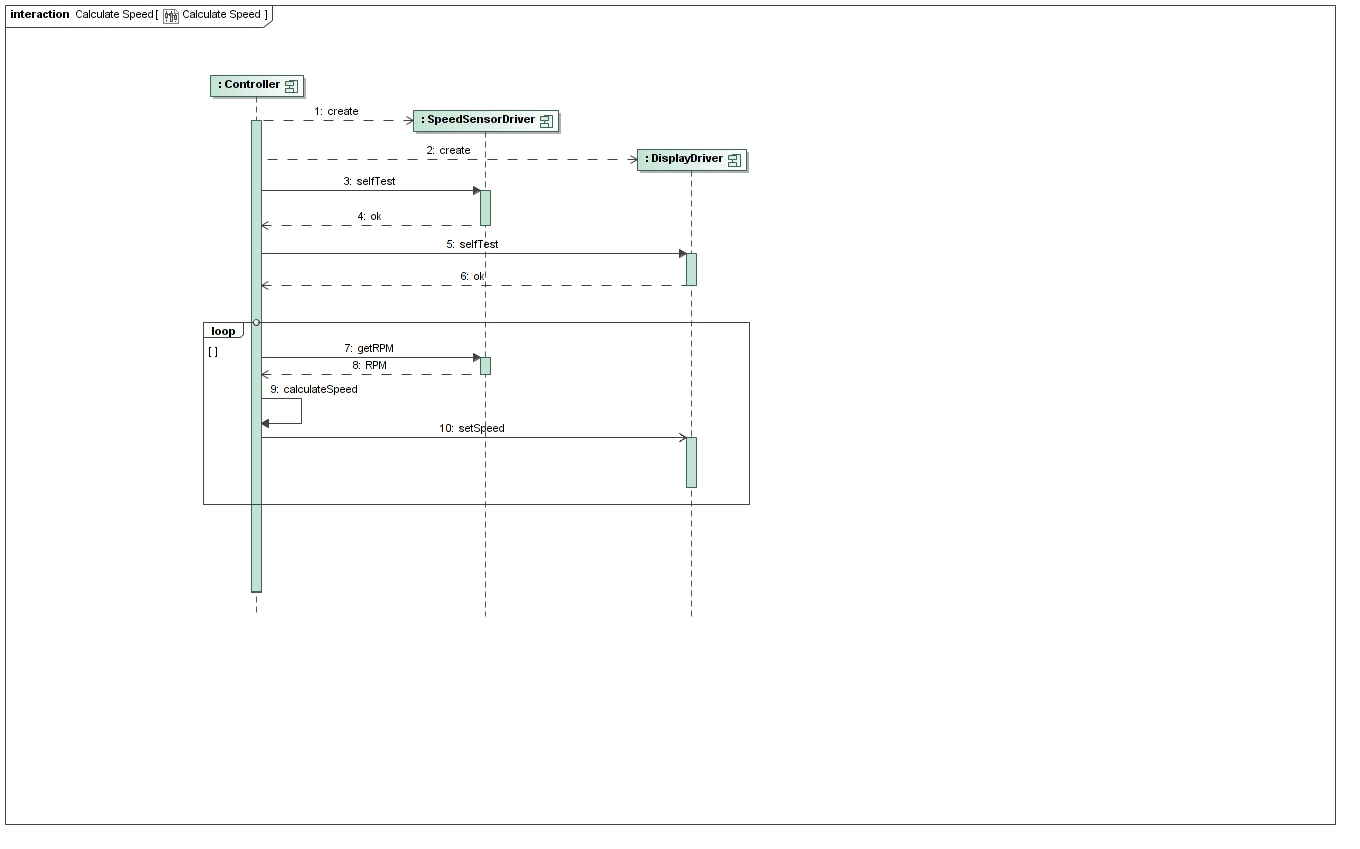 interaction Calculate Speed [ Calculate Speed ]
: Controller
1: create
: SpeedSensorDriver
2: create
: DisplayDriver
3: selfTest
4: ok
5: selfTest
6: ok
loop
[ ]
7: getRPM
8: RPM
9: calculateSpeed
10: setSpeed